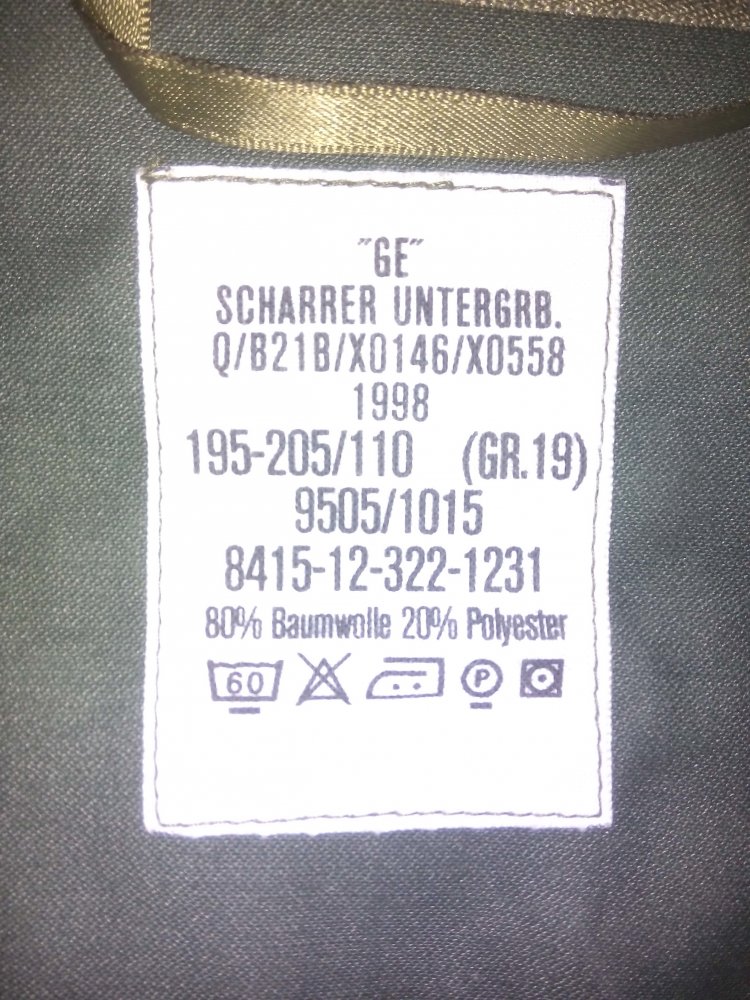 "GE"
SCHARRER UNTERGRB.
Q/B21B/X0146/X0558
1998
195-205/110 (GR.19)
9505/1015
8415-12-322-1231
80% Baumwolle 20% Polyester
60 P